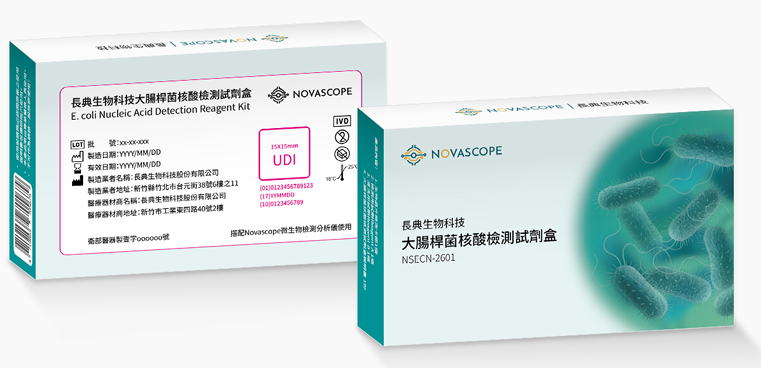 NOVASCOPE | 長典生物科技
長典生物科技大腸桿菌核酸檢測試劑盒
E. coli Nucleic Acid Detection Reagent Kit
NOVASCOPE
LOT 批　　號:xx-xx-xxx
製造日期:YYYY/MM/DD
有效日期:YYYY/MM/DD
製造業者名稱:長典生物科技股份有限公司
製造業者地址:新竹縣竹北市台元街38號6樓之11
醫療器材商名稱:長典生物科技股份有限公司
醫療器材商地址:新竹市工業東四路40號2樓
衛部醫器製壹字oooooo號
搭配Novascope微生物檢測分析儀使用
15X15mm
UDI
(01)0123456789123
(17)YYMMDD
(10)0123456789
IVD
25°C
18°C
NOVASCOPE | 長典生物科技
NOVASCOPE
長典生物科技
大腸桿菌核酸檢測試劑盒
NSECN-2601